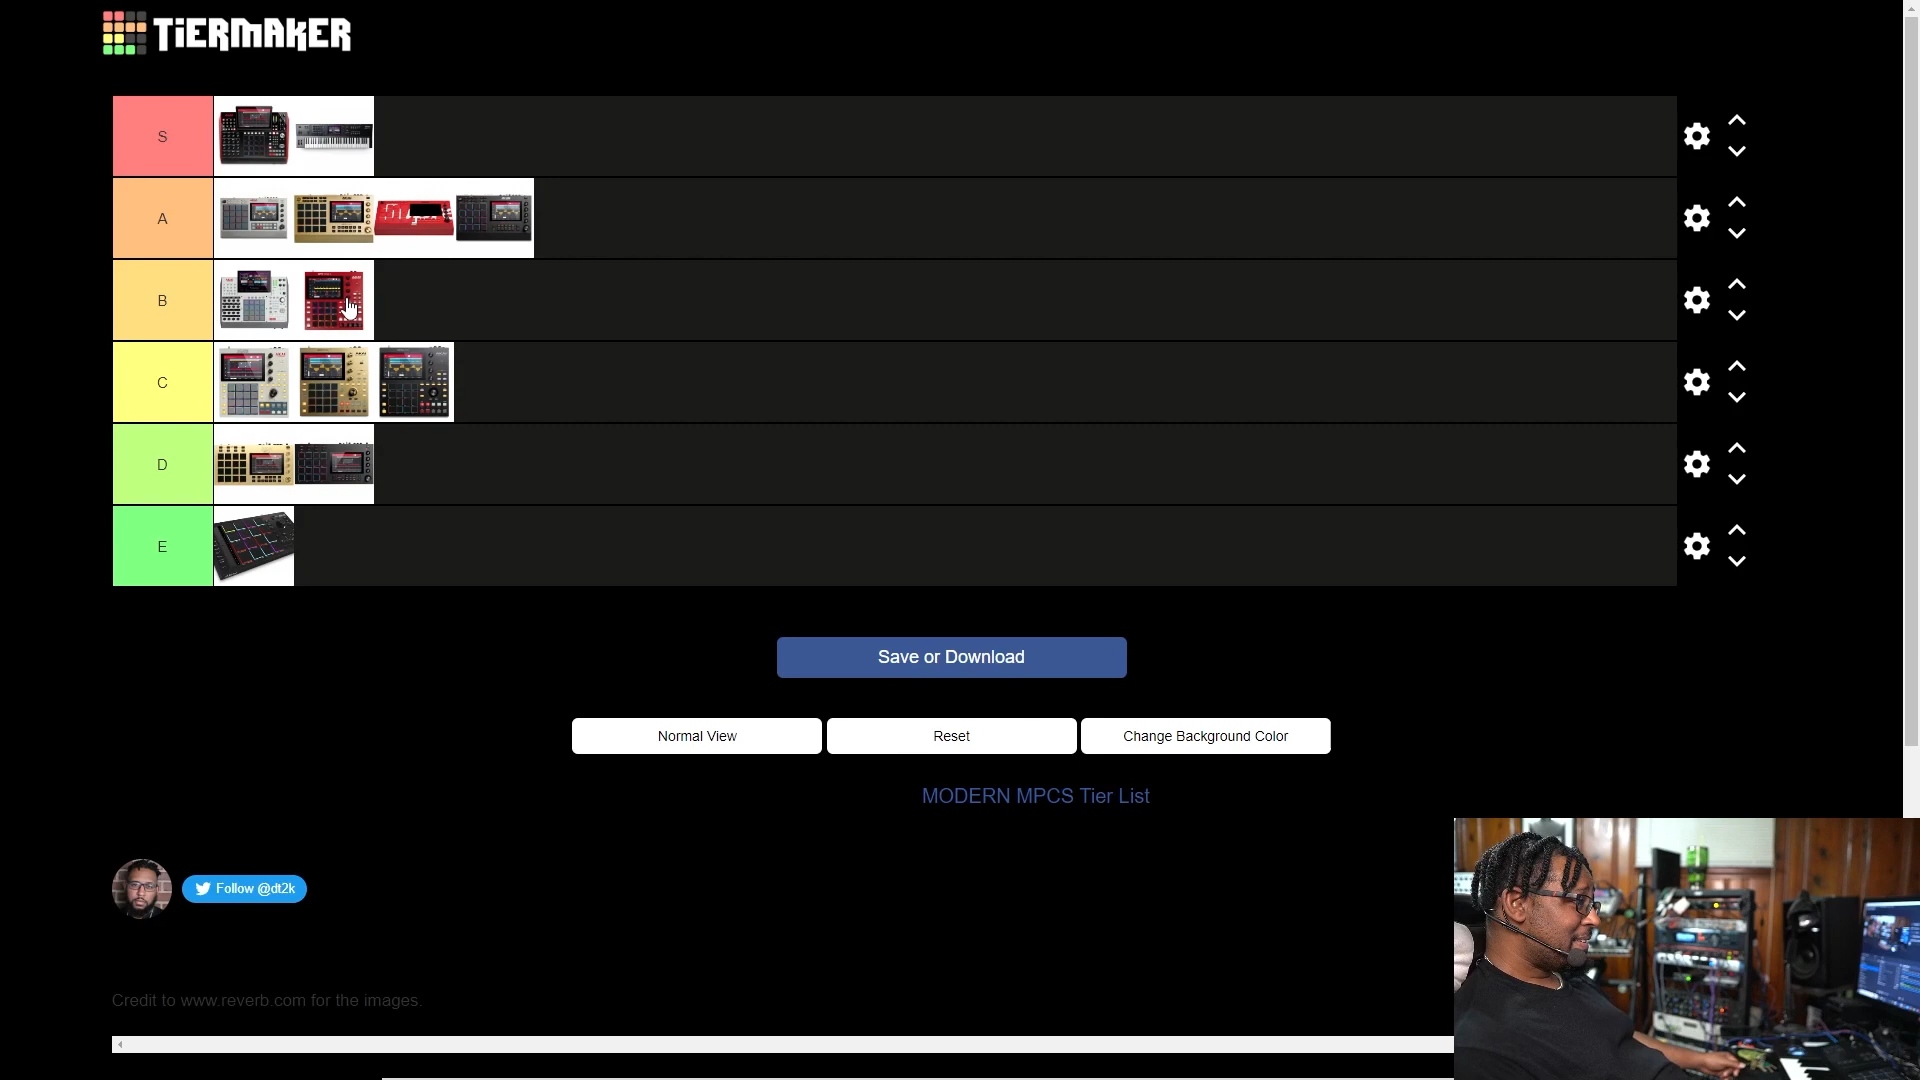 TiERMAKER
S
A
B
C
D
E
Save or Download
Normal View
Reset
Change Background Color
MODERN MPCS Tier List
Follow @dt2k
Credit to www.reverb.com for the images.